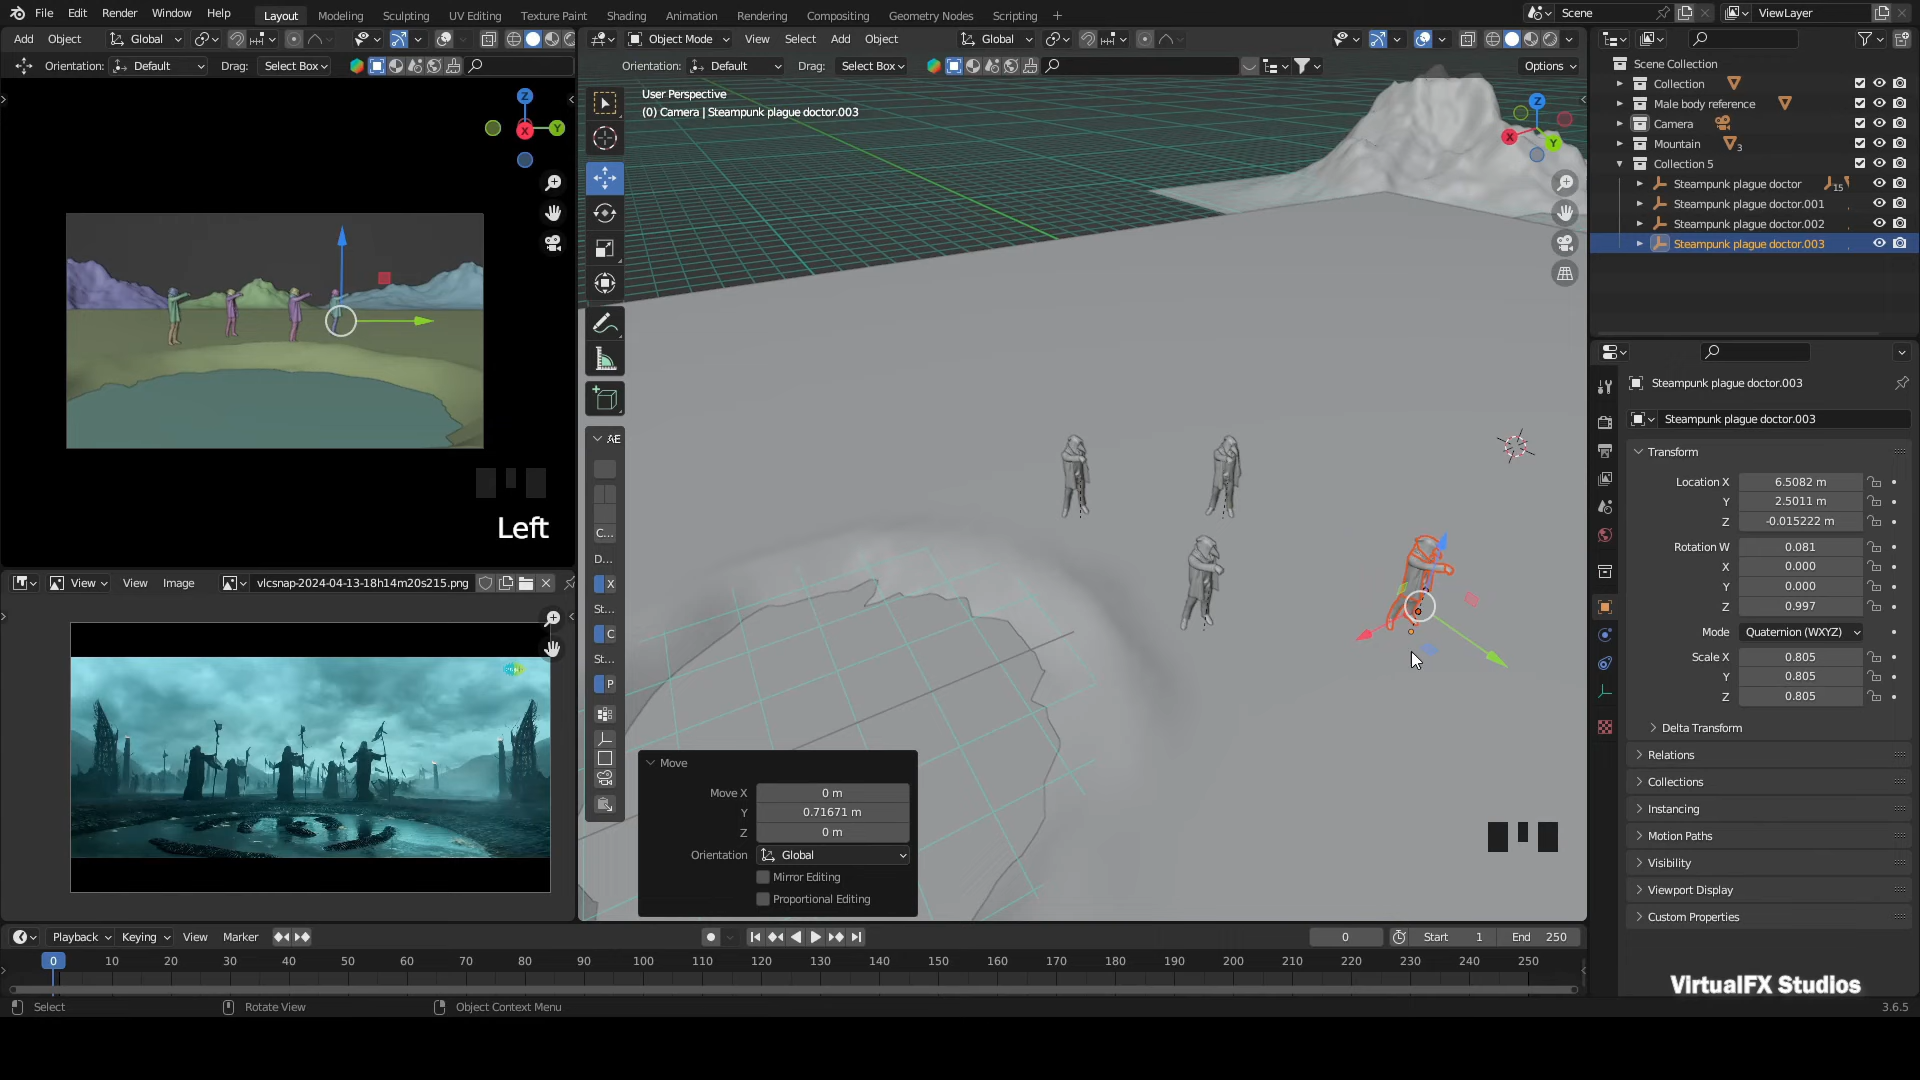 File Edit Render Window Help Layout Modeling Sculpting UV Editing Texture Paint Shading Animation Rendering Compositing Geometry Nodes Scripting + Scene ViewLayer
Add Object Global Object Mode View Select Add Object Global
Orientation: Default Drag: Select Box Orientation: Default Drag: Select Box Options
User Perspective
(0) Camera | Steampunk plague doctor.003
Z
Y
X
Z
X
Y
Scene Collection
Collection
Male body reference
Camera
Mountain 3
Collection 5
Steampunk plague doctor 15
Steampunk plague doctor.001
Steampunk plague doctor.002
Steampunk plague doctor.003
Left
AE
C...
D...
X
St...
C
St...
P
Steampunk plague doctor.003
Steampunk plague doctor.003
Transform
Location X 6.5082 m
Y 2.5011 m
Z -0.015222 m
Rotation W 0.081
X 0.000
Y 0.000
Z 0.997
Mode Quaternion (WXYZ)
Scale X 0.805
Y 0.805
Z 0.805
Delta Transform
Relations
Collections
Instancing
Motion Paths
Visibility
Viewport Display
Custom Properties
View View Image vlcsnap-2024-04-13-18h14m20s215.png
Move
Move X 0 m
Y 0.71671 m
Z 0 m
Orientation Global
Mirror Editing
Proportional Editing
Playback Keying View Marker 0 Start 1 End 250
0 10 20 30 40 50 60 70 80 90 100 110 120 130 140 150 160 170 180 190 200 210 220 230 240 250
VirtualFX Studios
Select Rotate View Object Context Menu 3.6.5